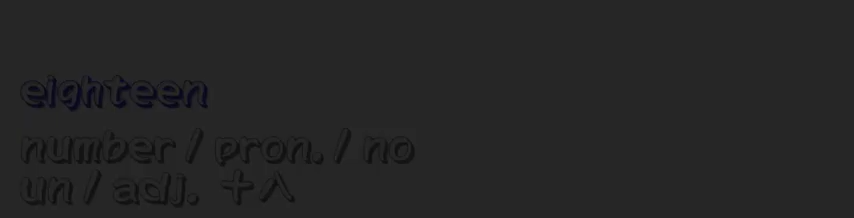 eighteen
number / pron. / no
un / adj. 十八